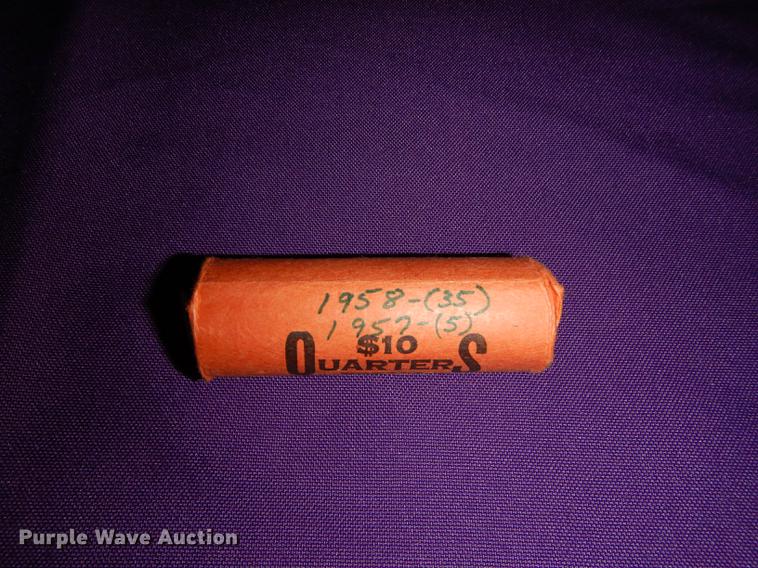 1958-(35)
1957-(5)
$10
QUARTERS
Purple Wave Auction